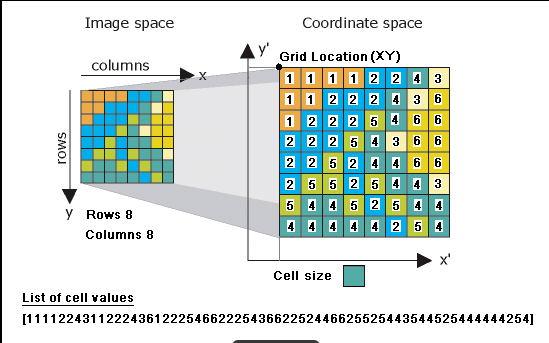 Image space
Coordinate space
y'
Grid Location (XY)
columns
x
rows
y
1 1 1 1 2 2 4 3
1 1 2 2 2 4 3 6
1 2 2 2 5 4 6 6
2 2 2 5 4 3 6 6
2 2 5 2 4 4 6 6
2 5 5 2 5 4 4 3
5 4 4 5 2 5 4 4
4 4 4 4 4 2 5 4
Rows 8
Columns 8
x'
Cell size
List of cell values
[1111224311222436122254662225436622524466255254435445254444444254]